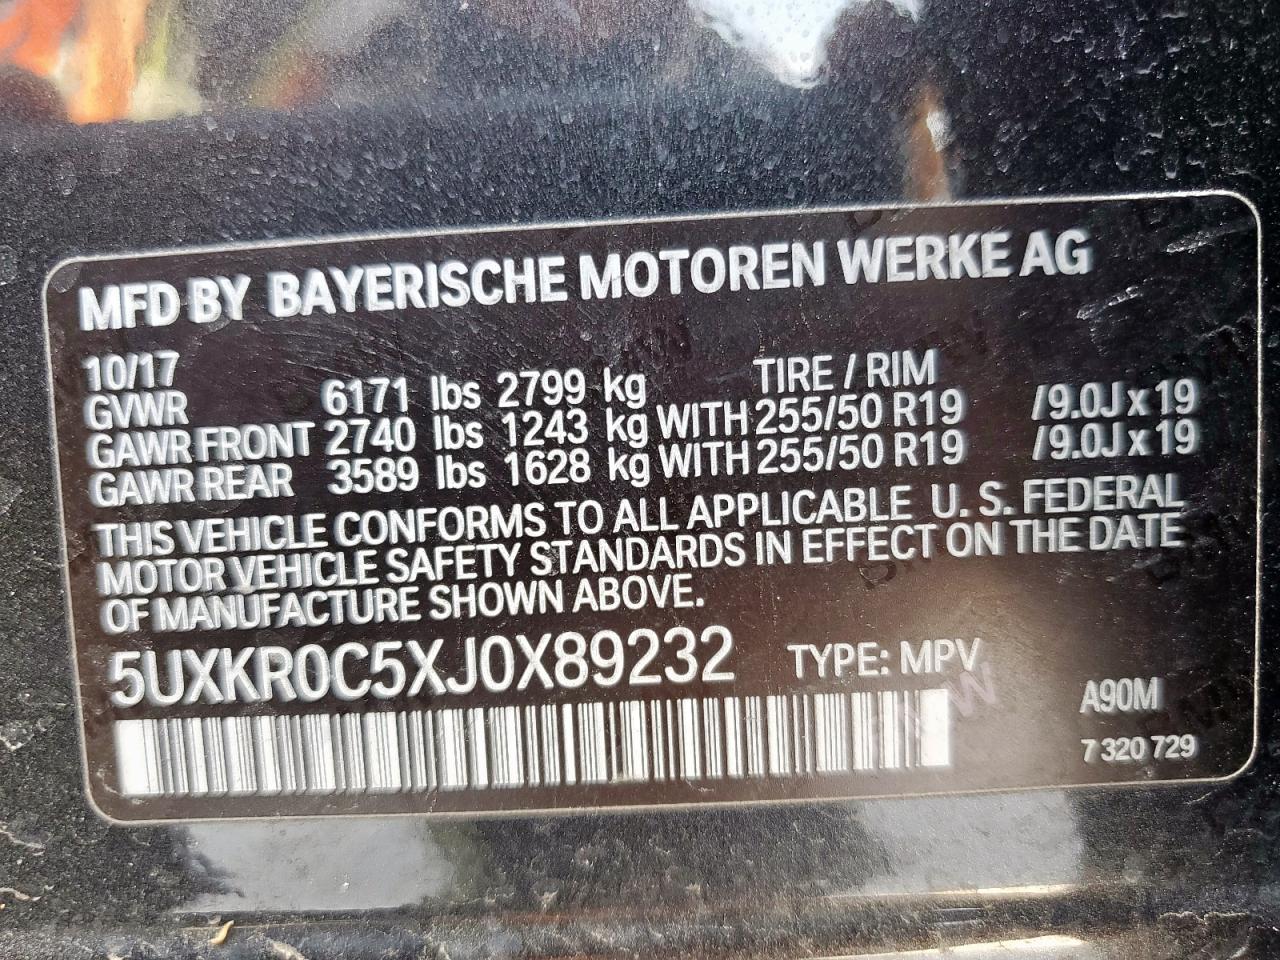 MFD BY BAYERISCHE MOTOREN WERKE AG
10/17 TIRE / RIM
GVWR 6171 lbs 2799 kg
GAWR FRONT 2740 lbs 1243 kg WITH 255/50 R19 /9.0J x 19
GAWR REAR 3589 lbs 1628 kg WITH 255/50 R19 /9.0J x 19
THIS VEHICLE CONFORMS TO ALL APPLICABLE U. S. FEDERAL
MOTOR VEHICLE SAFETY STANDARDS IN EFFECT ON THE DATE
OF MANUFACTURE SHOWN ABOVE.
5UXKR0C5XJ0X89232 TYPE: MPV
A90M
7 320 729
BMW